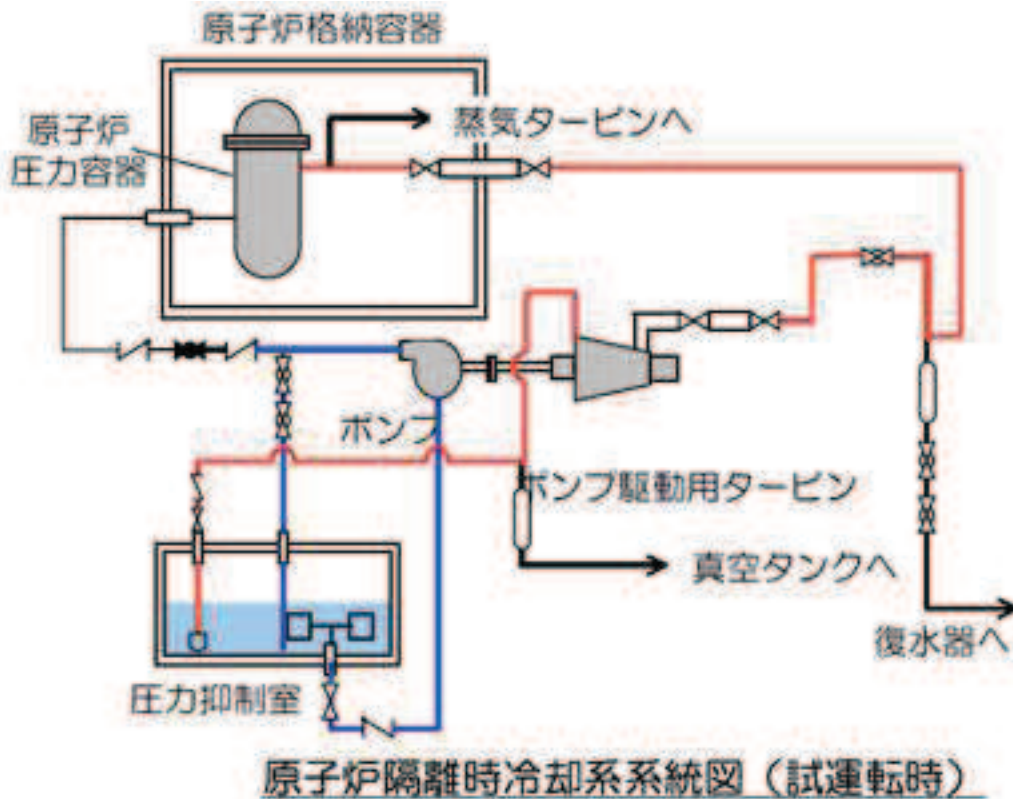 原子炉格納容器
原子炉
圧力容器
蒸気タービンへ
ポンプ
ポンプ駆動用タービン
真空タンクへ
復水器へ
圧力抑制室
原子炉隔離時冷却系系統図（試運転時）